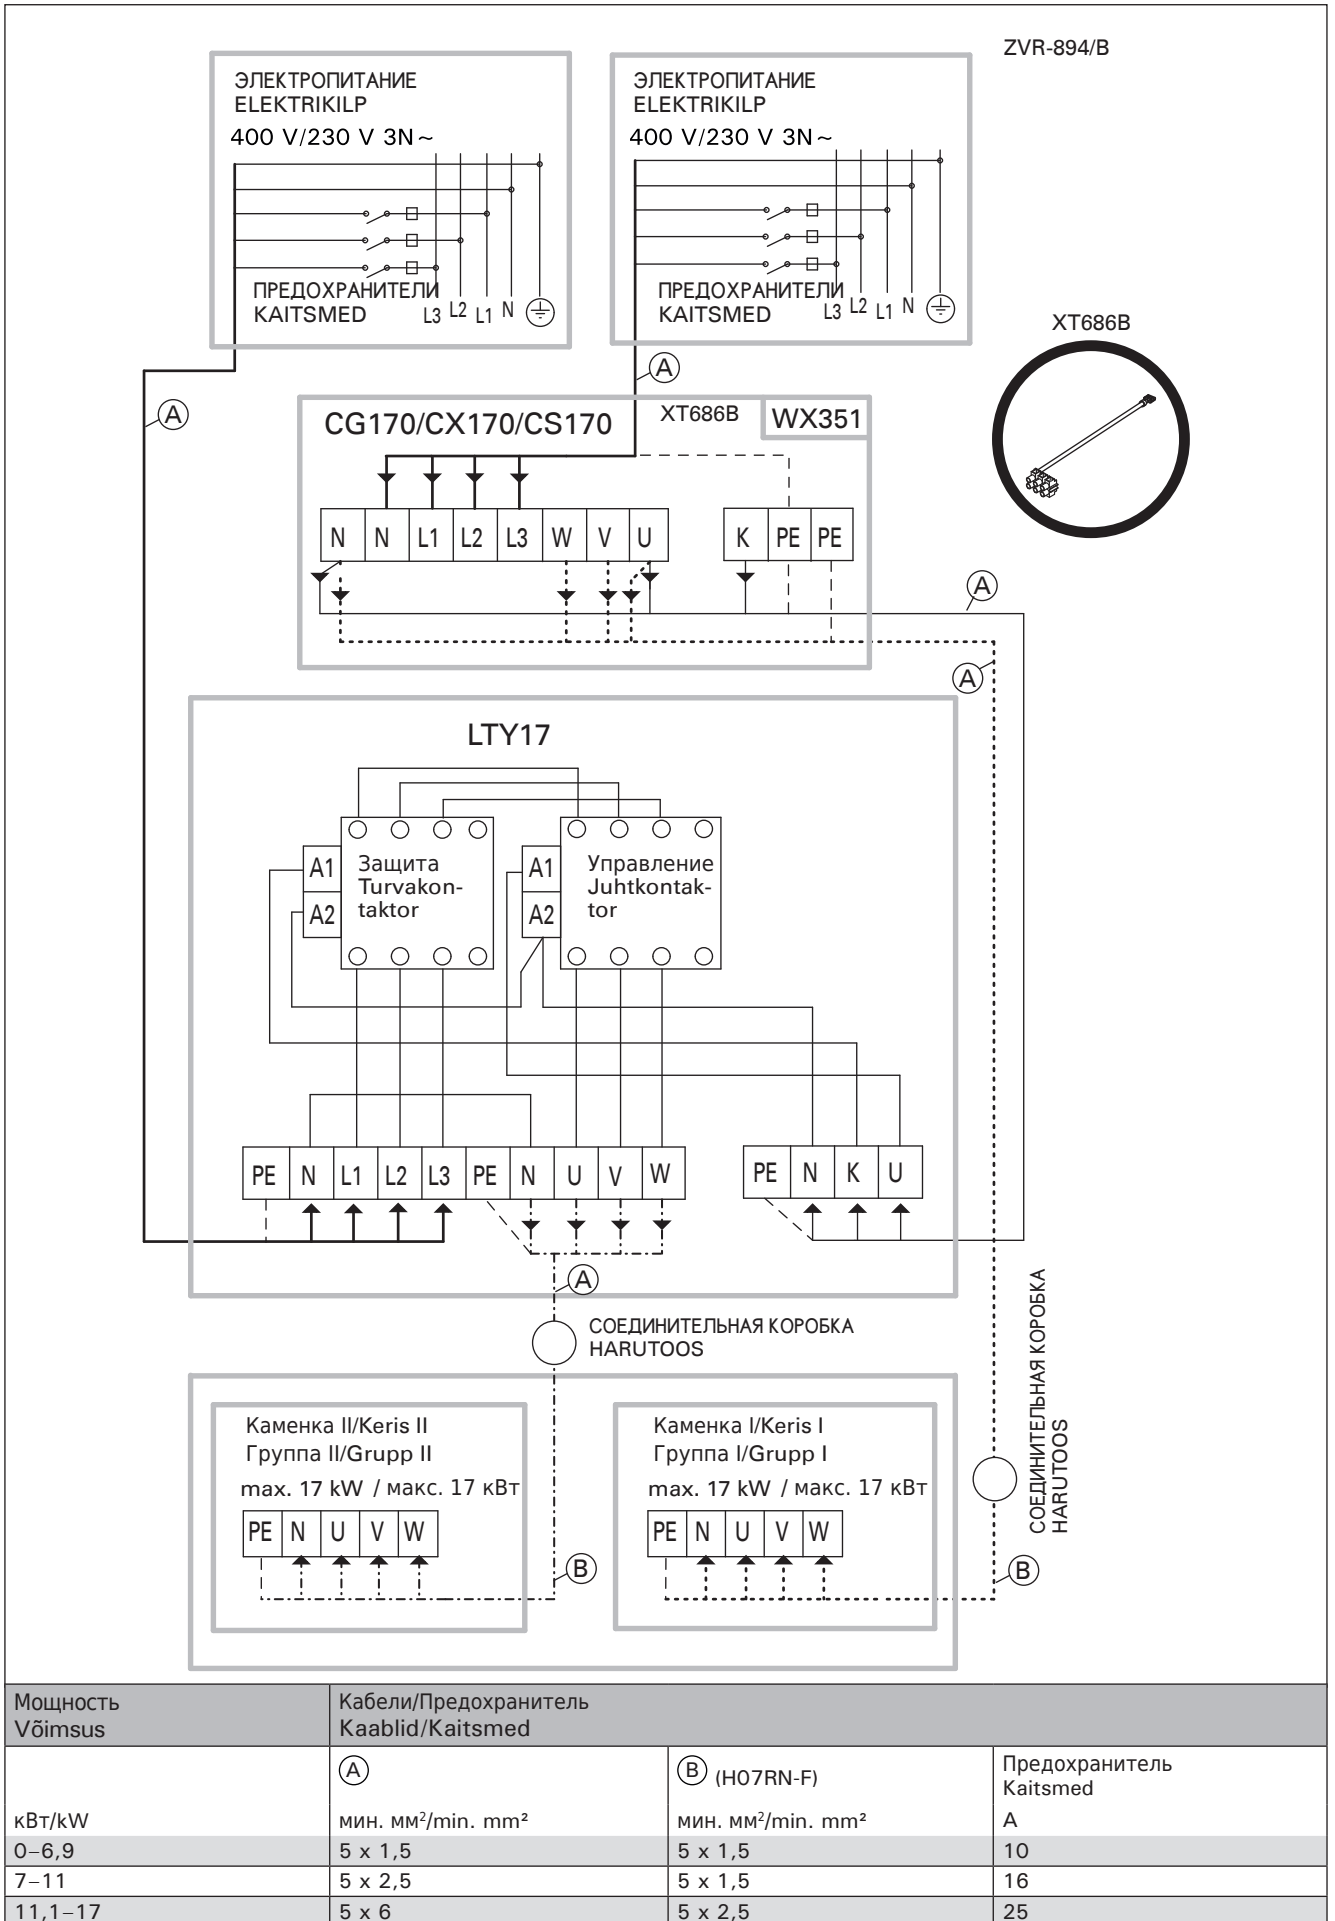 ZVR-894/B
ЭЛЕКТРОПИТАНИЕ
ELEKTRIKILP
400 V/230 V 3N~
ПРЕДОХРАНИТЕЛИ
KAITSMED
L3 L2 L1 N
ЭЛЕКТРОПИТАНИЕ
ELEKTRIKILP
400 V/230 V 3N~
ПРЕДОХРАНИТЕЛИ
KAITSMED
L3 L2 L1 N
XT686B
A
A
CG170/CX170/CS170
XT686B
WX351
N N L1 L2 L3 W V U
K PE PE
A
A
LTY17
A1
A2
Защита
Turvakon-
taktor
A1
A2
Управление
Juhtkontak-
tor
PE N L1 L2 L3 PE N U V W
PE N K U
A
СОЕДИНИТЕЛЬНАЯ КОРОБКА
HARUTOOS
СОЕДИНИТЕЛЬНАЯ КОРОБКА
HARUTOOS
Каменка II/Keris II
Группа II/Grupp II
max. 17 kW / макс. 17 кВт
PE N U V W
B
Каменка I/Keris I
Группа I/Grupp I
max. 17 kW / макс. 17 кВт
PE N U V W
B
Мощность
Võimsus
Кабели/Предохранитель
Kaablid/Kaitsmed
A
B (H07RN-F)
Предохранитель
Kaitsmed
кВт/kW мин. мм²/min. mm² мин. мм²/min. mm² A
0–6,9 5 x 1,5 5 x 1,5 10
7–11 5 x 2,5 5 x 1,5 16
11,1–17 5 x 6 5 x 2,5 25